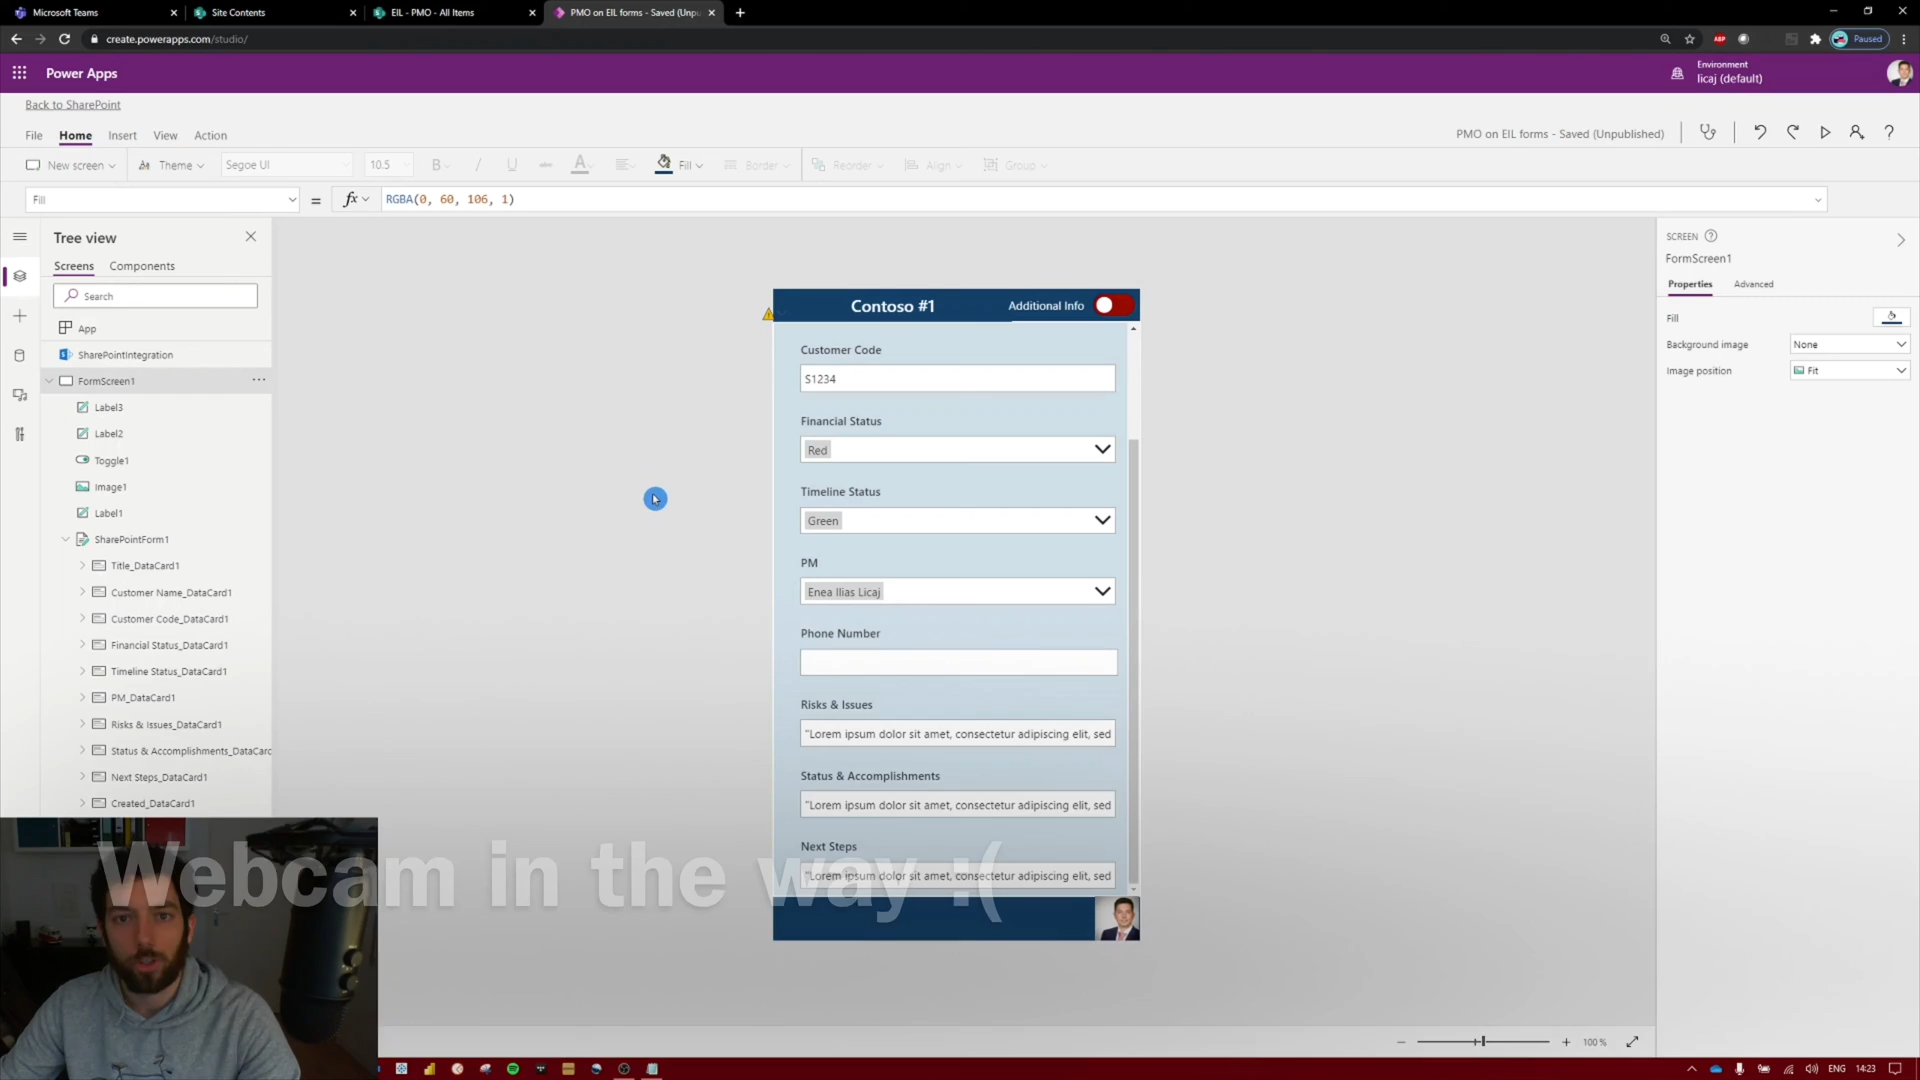 Microsoft Teams
Site Contents
EIL - PMO - All Items
PMO on EIL forms - Saved (Unpu
create.powerapps.com/studio/
ABP
Paused
Power Apps
Environment
licaj (default)
Back to SharePoint
File
Home
Insert
View
Action
PMO on EIL forms - Saved (Unpublished)
New screen
Theme
Segoe UI
10.5
B
I
U
abc
A
Fill
Border
Reorder
Align
Group
Fill
=
fx
RGBA(0, 60, 106, 1)
Tree view
Screens
Components
Search
App
SharePointIntegration
FormScreen1
Label3
Label2
Toggle1
Image1
Label1
SharePointForm1
Title_DataCard1
Customer Name_DataCard1
Customer Code_DataCard1
Financial Status_DataCard1
Timeline Status_DataCard1
PM_DataCard1
Risks & Issues_DataCard1
Status & Accomplishments_DataCard
Next Steps_DataCard1
Created_DataCard1
Contoso #1
Additional Info
Customer Code
S1234
Financial Status
Red
Timeline Status
Green
PM
Enea Ilias Licaj
Phone Number
Risks & Issues
"Lorem ipsum dolor sit amet, consectetur adipiscing elit, sed
Status & Accomplishments
"Lorem ipsum dolor sit amet, consectetur adipiscing elit, sed
Next Steps
"Lorem ipsum dolor sit amet, consectetur adipiscing elit, sed
SCREEN
FormScreen1
Properties
Advanced
Fill
Background image
None
Image position
Fit
Webcam in the way :(
100 %
ENG
14:23